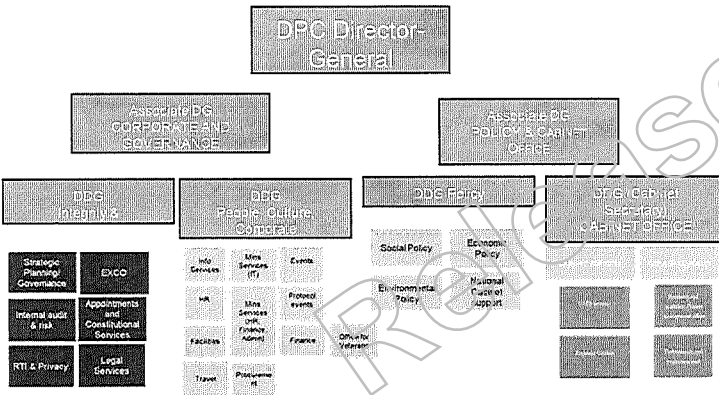 DPC Director-
General
Associate DG
CORPORATE AND
GOVERNANCE
Associate DG
POLICY & CABINET
OFFICE
DDG
Integrity &
DDG
People, Culture,
Corporate
DDG Policy
DDG (Cabinet
Secretary)
CABINET OFFICE
Strategic
Planning/
Governance
EXCO
Internal audit
& risk
Appointments
and
Constitutional
Services
RTI & Privacy
Legal
Services
Info
Services
Mins
Services
(IT)
Events
HR
Mins
Services
(HR,
Finance,
Admin)
Protocol
events
Facilities
Finance
Office for
Veterans
Travel
Procureme
nt
Social Policy
Economic
Policy
Environmental
Policy
National
Support
Release